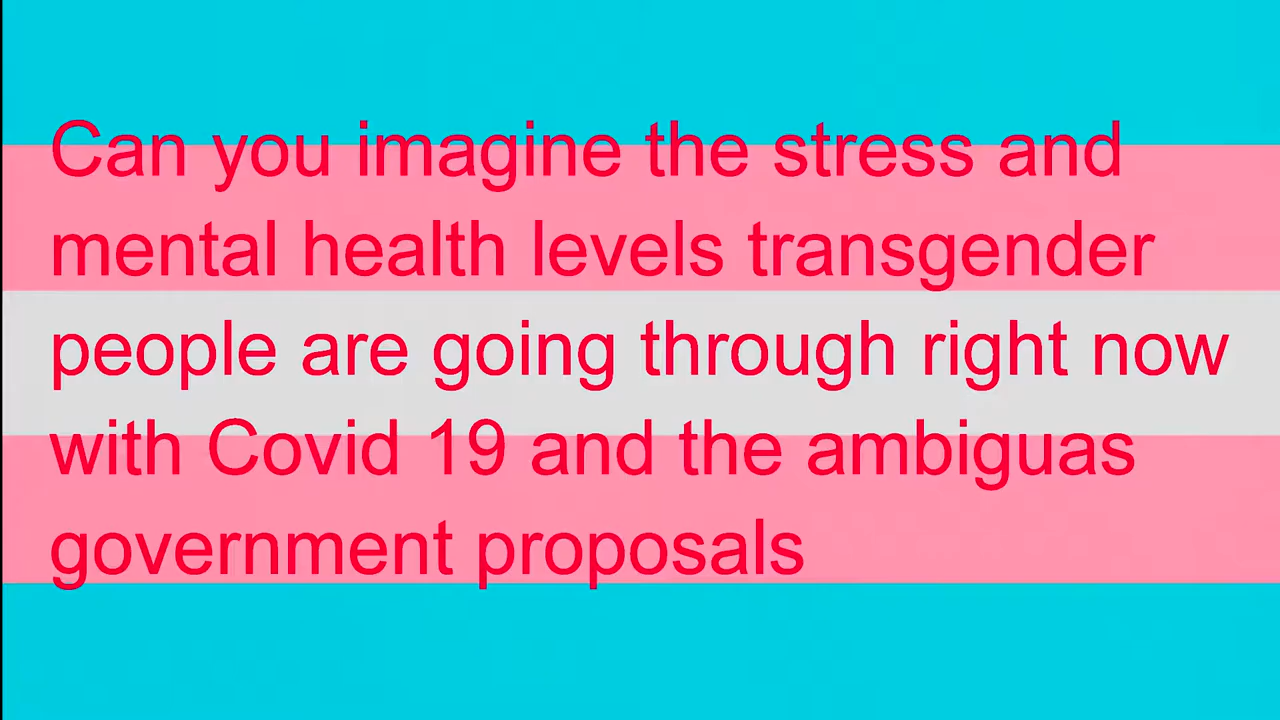 Can you imagine the stress and
mental health levels transgender
people are going through right now
with Covid 19 and the ambiguas
government proposals